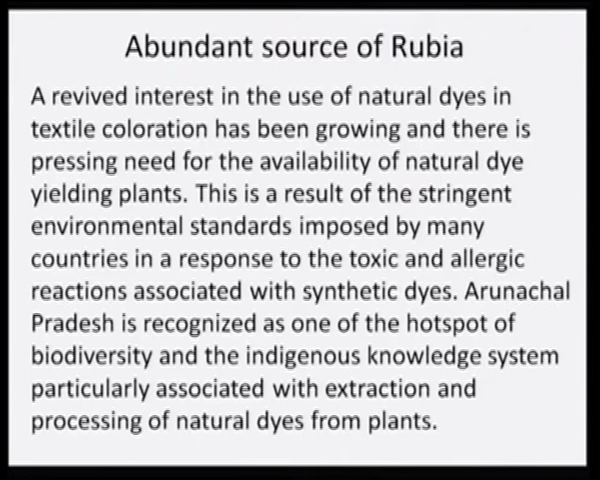 Abundant source of Rubia
A revived interest in the use of natural dyes in
textile coloration has been growing and there is
pressing need for the availability of natural dye
yielding plants. This is a result of the stringent
environmental standards imposed by many
countries in a response to the toxic and allergic
reactions associated with synthetic dyes. Arunachal
Pradesh is recognized as one of the hotspot of
biodiversity and the indigenous knowledge system
particularly associated with extraction and
processing of natural dyes from plants.